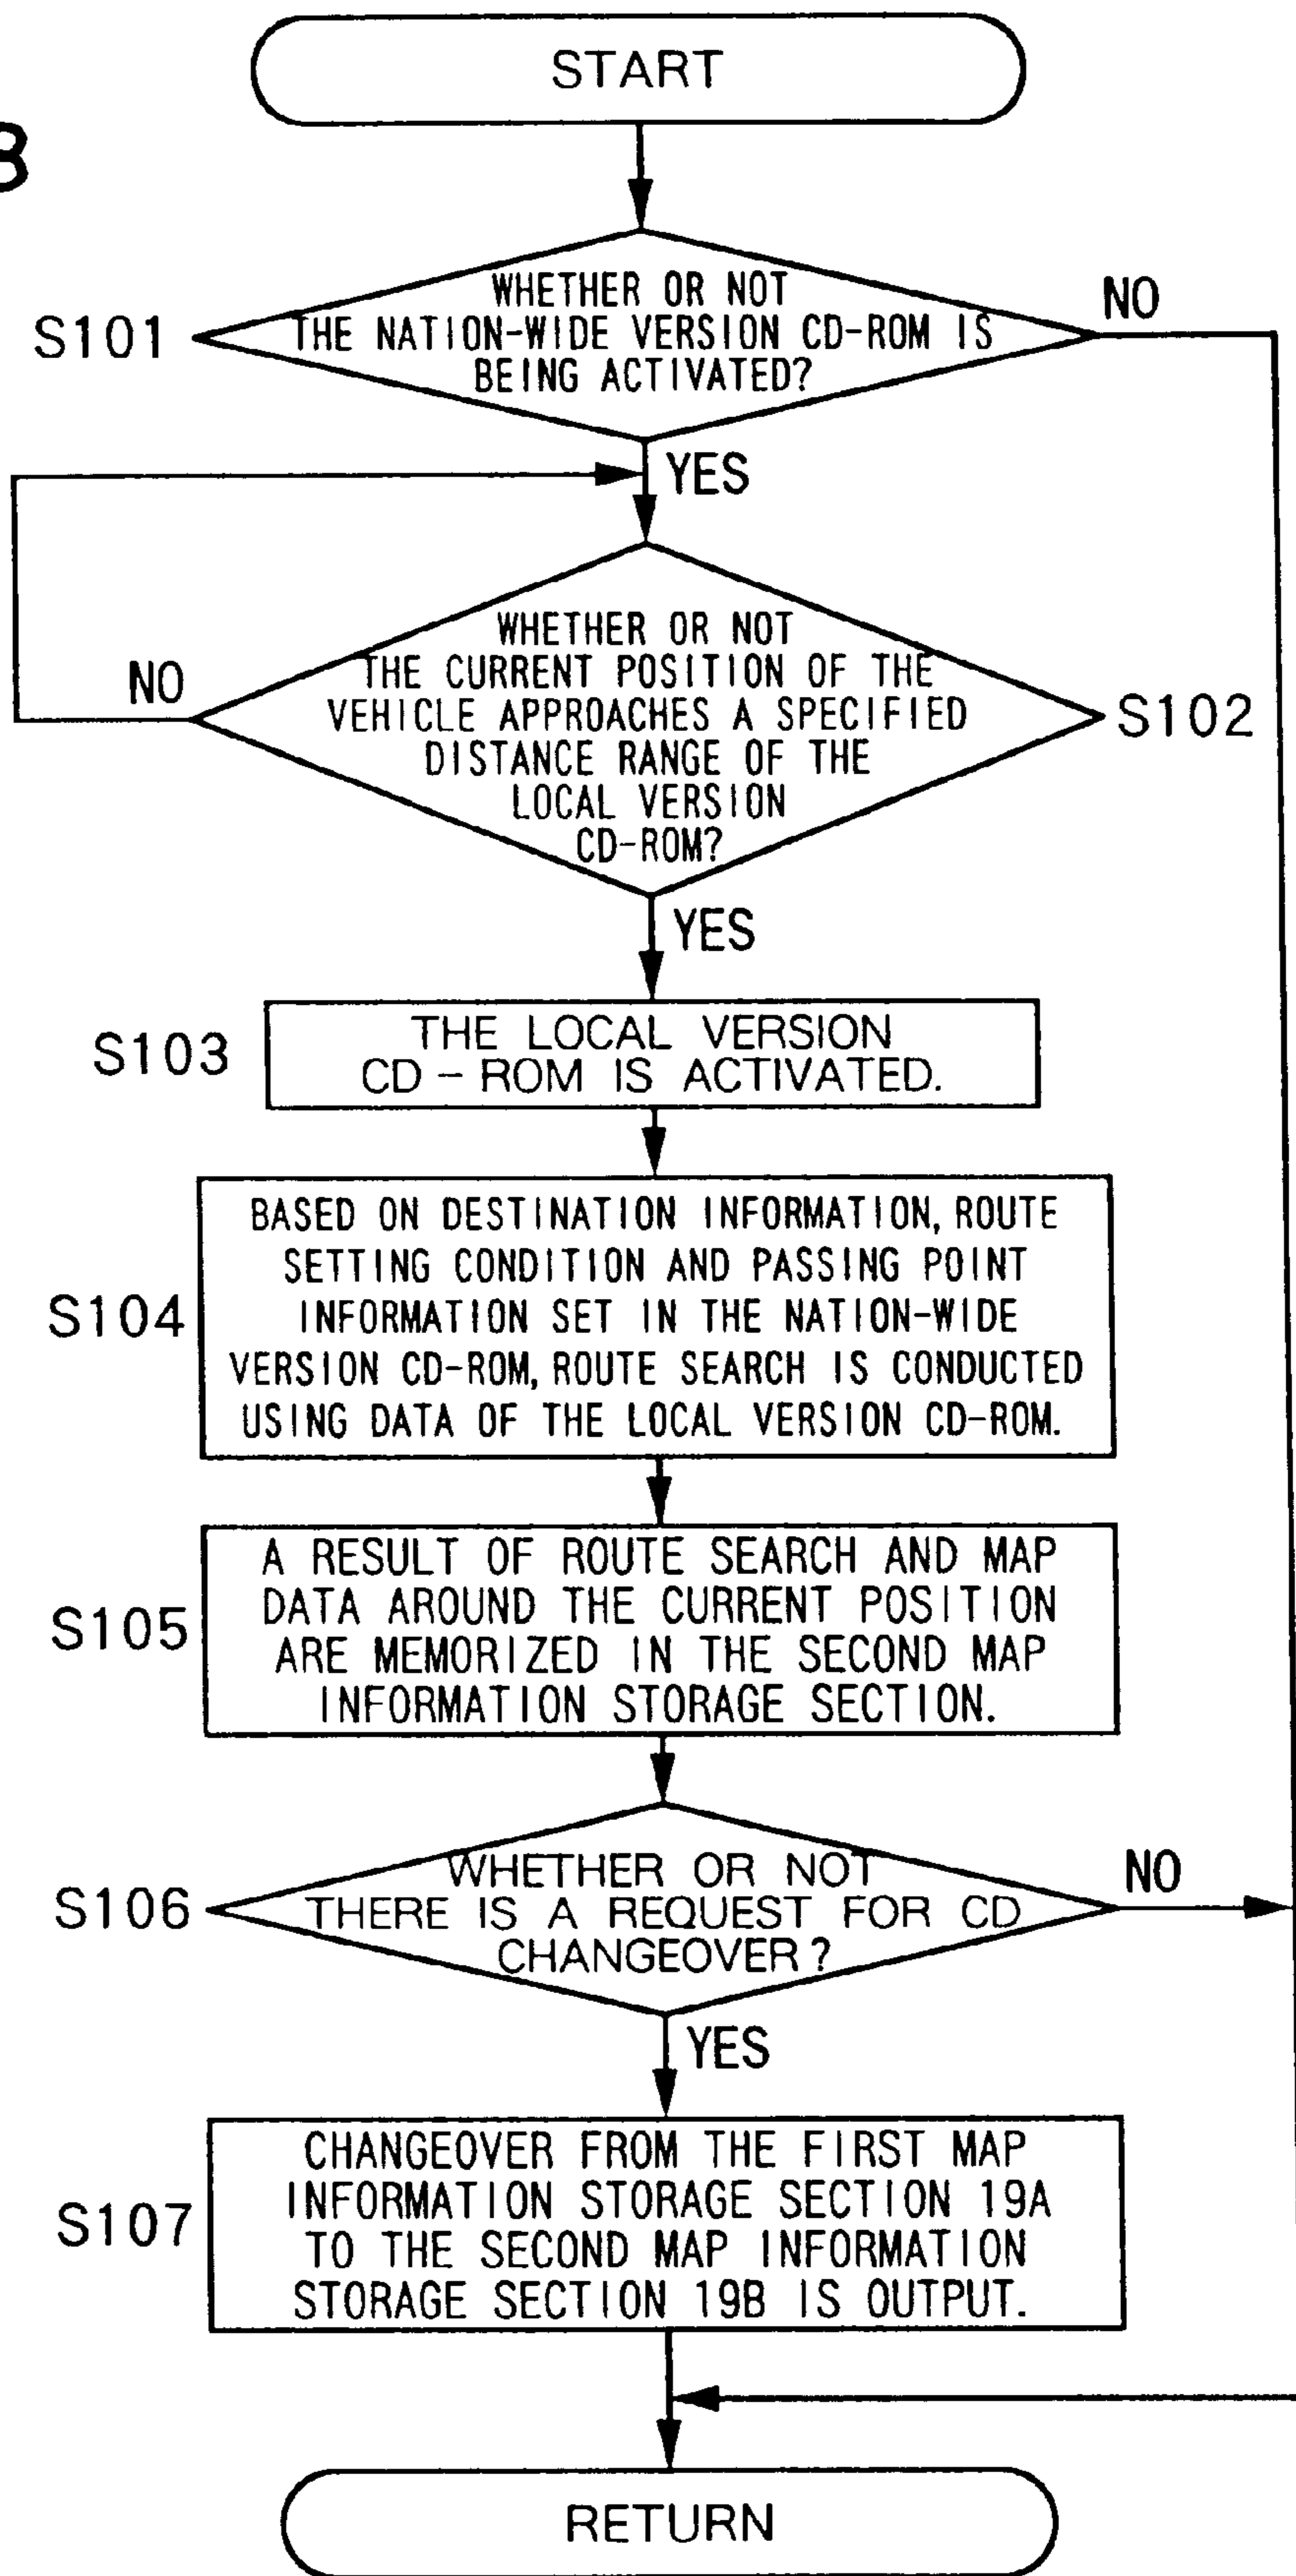 START
WHETHER OR NOT
THE NATION-WIDE VERSION CD-ROM IS
BEING ACTIVATED?
S101
NO
YES
WHETHER OR NOT
THE CURRENT POSITION OF THE
VEHICLE APPROACHES A SPECIFIED
DISTANCE RANGE OF THE
LOCAL VERSION
CD-ROM?
NO
S102
YES
S103
THE LOCAL VERSION
CD-ROM IS ACTIVATED.
S104
BASED ON DESTINATION INFORMATION, ROUTE
SETTING CONDITION AND PASSING POINT
INFORMATION SET IN THE NATION-WIDE
VERSION CD-ROM, ROUTE SEARCH IS CONDUCTED
USING DATA OF THE LOCAL VERSION CD-ROM.
S105
A RESULT OF ROUTE SEARCH AND MAP
DATA AROUND THE CURRENT POSITION
ARE MEMORIZED IN THE SECOND MAP
INFORMATION STORAGE SECTION.
S106
WHETHER OR NOT
THERE IS A REQUEST FOR CD
CHANGEOVER?
NO
YES
S107
CHANGEOVER FROM THE FIRST MAP
INFORMATION STORAGE SECTION 19A
TO THE SECOND MAP INFORMATION
STORAGE SECTION 19B IS OUTPUT.
RETURN